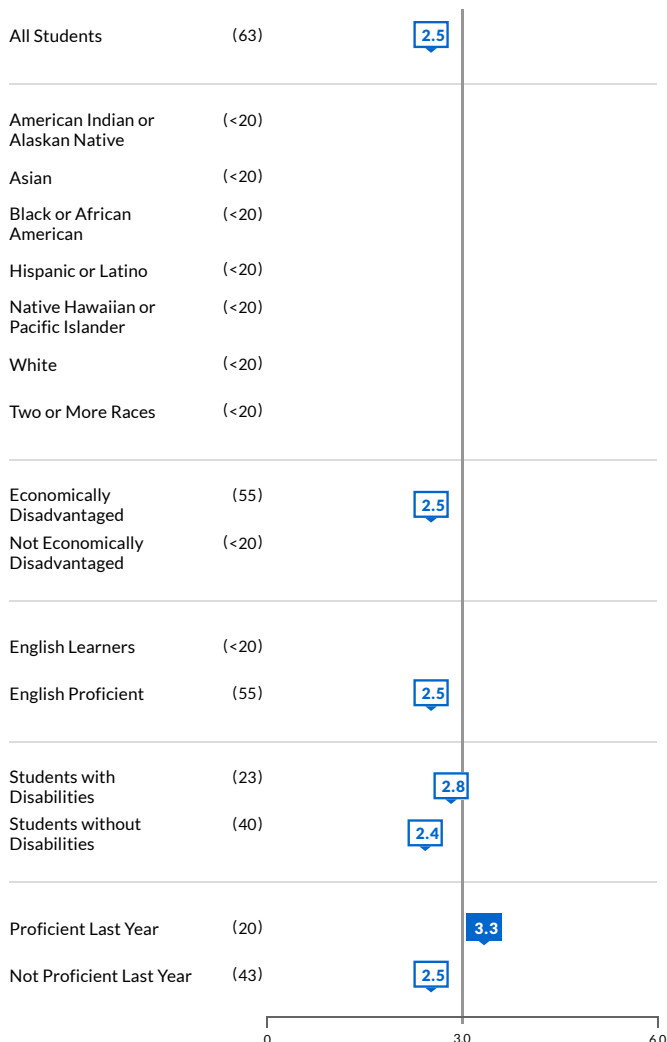 All Students (63) 2.5
American Indian or (<20)
Alaskan Native
Asian (<20)
Black or African (<20)
American
Hispanic or Latino (<20)
Native Hawaiian or (<20)
Pacific Islander
White (<20)
Two or More Races (<20)
Economically (55) 2.5
Disadvantaged
Not Economically (<20)
Disadvantaged
English Learners (<20)
English Proficient (55) 2.5
Students with (23) 2.8
Disabilities
Students without (40) 2.4
Disabilities
Proficient Last Year (20) 3.3
Not Proficient Last Year (43) 2.5
0 3.0 6.0